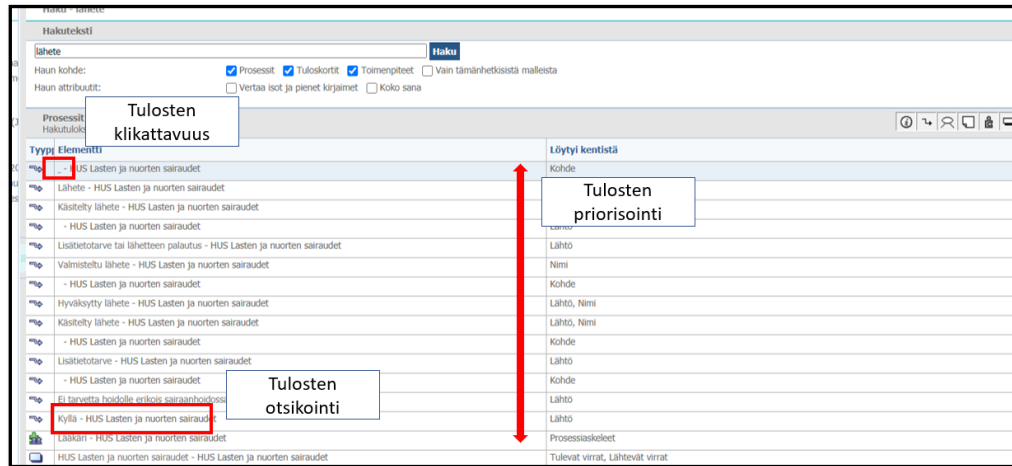 Haku - lähete
Hakuteksti
lähete Haku
Haun kohde: Prosessit Tuloskortit Toimenpiteet Vain tämänhetkisistä malleista
Haun attribuutit: Vertaa isot ja pienet kirjaimet Koko sana
Tulosten
klikattavuus
Prosessit
Tyyppi Elementti Löytyi kentistä
_ - HUS Lasten ja nuorten sairaudet Kohde
Lähete - HUS Lasten ja nuorten sairaudet
Tulosten
priorisointi
Käsitelty lähete - HUS Lasten ja nuorten sairaudet
- HUS Lasten ja nuorten sairaudet Lähtö
Lisätietotarve tai lähetteen palautus - HUS Lasten ja nuorten sairaudet Lähtö
Valmisteltu lähete - HUS Lasten ja nuorten sairaudet Nimi
- HUS Lasten ja nuorten sairaudet Kohde
Hyväksytty lähete - HUS Lasten ja nuorten sairaudet Lähtö, Nimi
Käsitelty lähete - HUS Lasten ja nuorten sairaudet Lähtö, Nimi
- HUS Lasten ja nuorten sairaudet Kohde
Lisätietotarve - HUS Lasten ja nuorten sairaudet Lähtö
- HUS Lasten ja nuorten sairaudet Kohde
Tulosten
otsikointi
Ei tarvetta hoidolle erikois sairaanhoidossa Lähtö
Kyllä - HUS Lasten ja nuorten sairaudet Lähtö
Lääkäri - HUS Lasten ja nuorten sairaudet Prosessiaskeleet
HUS Lasten ja nuorten sairaudet - HUS Lasten ja nuorten sairaudet Tulevat virrat, Lähtevät virrat